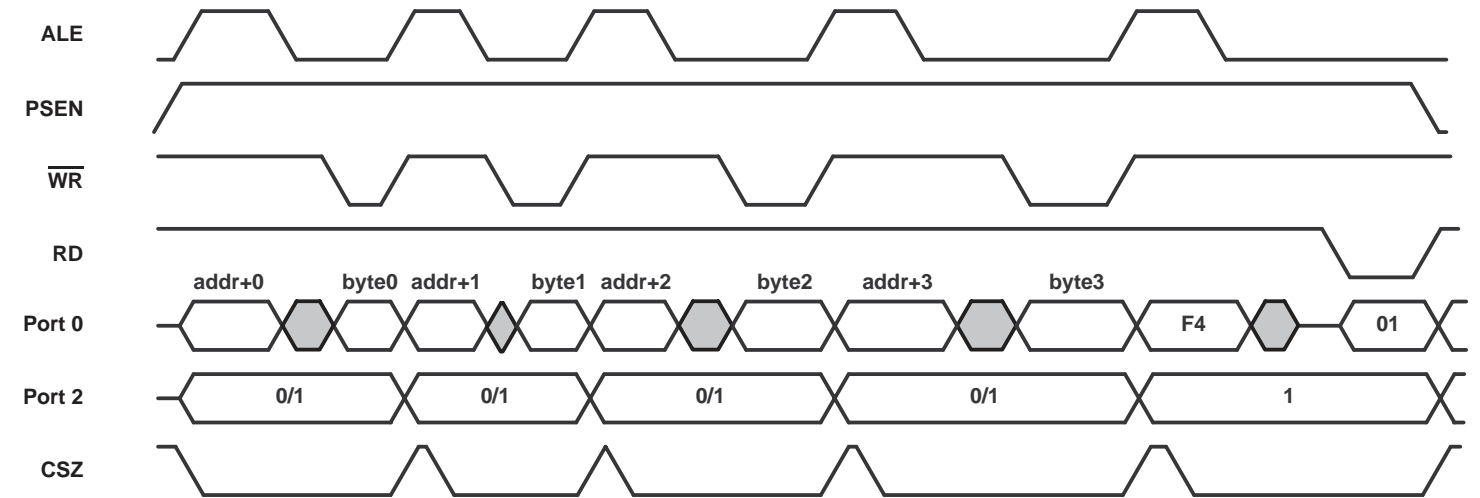 ALE
PSEN
WR
RD
addr+0 byte0 addr+1 byte1 addr+2 byte2 addr+3 byte3
Port 0 F4 01
Port 2 0/1 0/1 0/1 0/1 1
CSZ